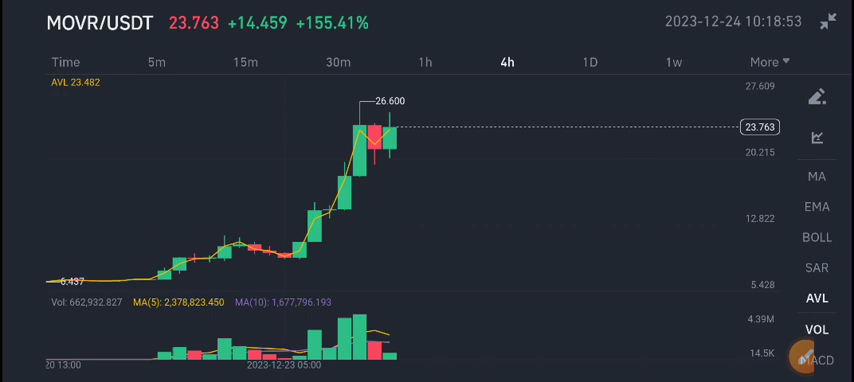 MOVR/USDT 23.763 +14.459 +155.41% 2023-12-24 10:18:53
Time 5m 15m 30m 1h 4h 1D 1w More
AVL 23.482
27.609
26.600
23.763
20.215
MA
EMA
12.822
BOLL
SAR
6.437
5.428
AVL
Vol: 662,932.827 MA(5): 2,378,823.450 MA(10): 1,677,796.193
4.39M
VOL
14.5K
MACD
20 13:00 2023-12-23 05:00